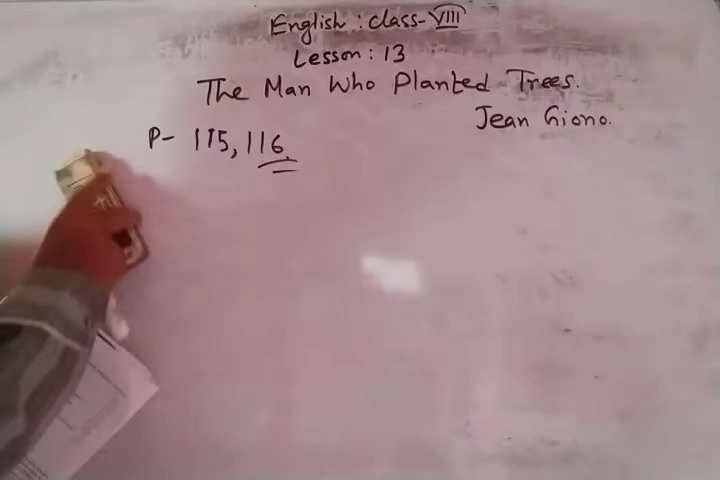 English : class-VIII
Lesson : 13
The Man Who Planted Trees.
Jean Giono.
P- 115, 116.